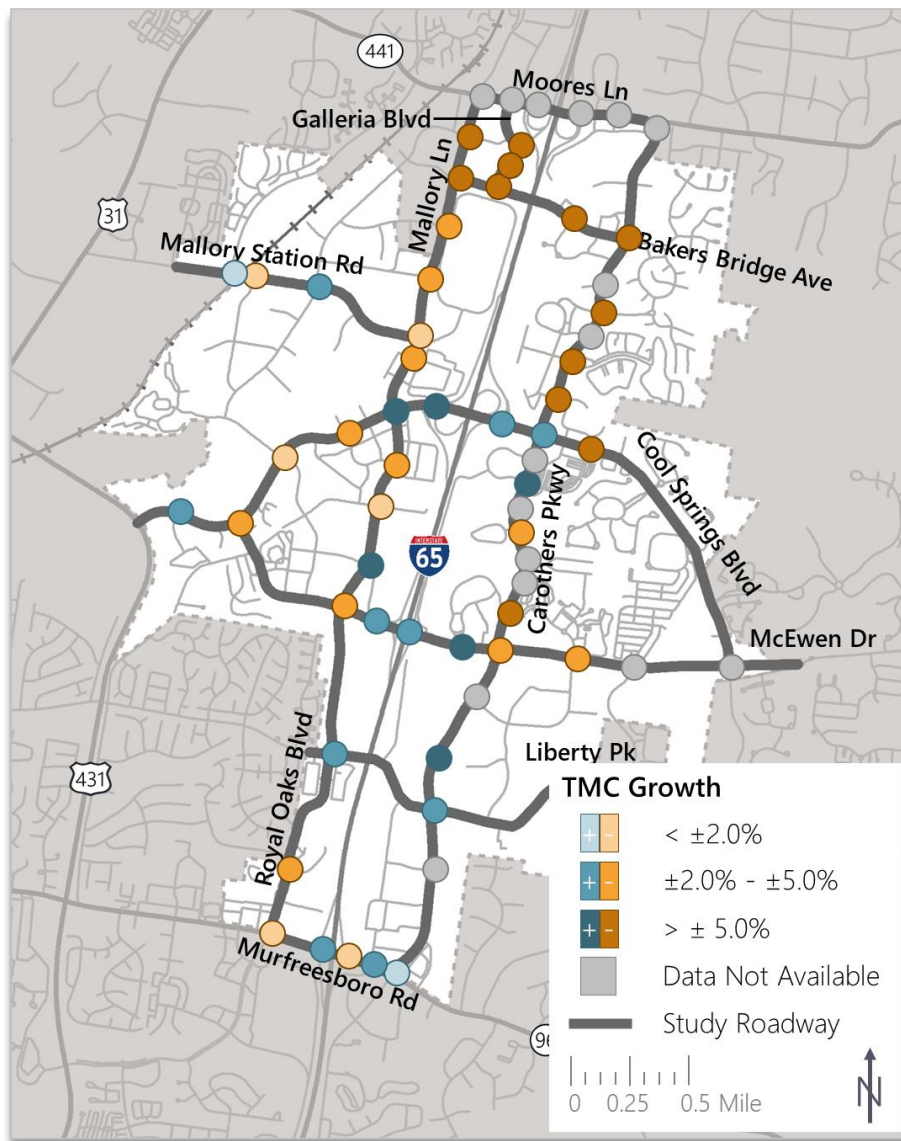 441
Moores Ln
Galleria Blvd
Mallory Ln
31
Mallory Station Rd
Bakers Bridge Ave
Cool Springs Blvd
Carothers Pkwy
INTERSTATE
65
McEwen Dr
Royal Oaks Blvd
Liberty Pk
431
Murfreesboro Rd
96
TMC Growth
+ - < ±2.0%
+ - ±2.0% - ±5.0%
+ - > ± 5.0%
Data Not Available
Study Roadway
0 0.25 0.5 Mile
N